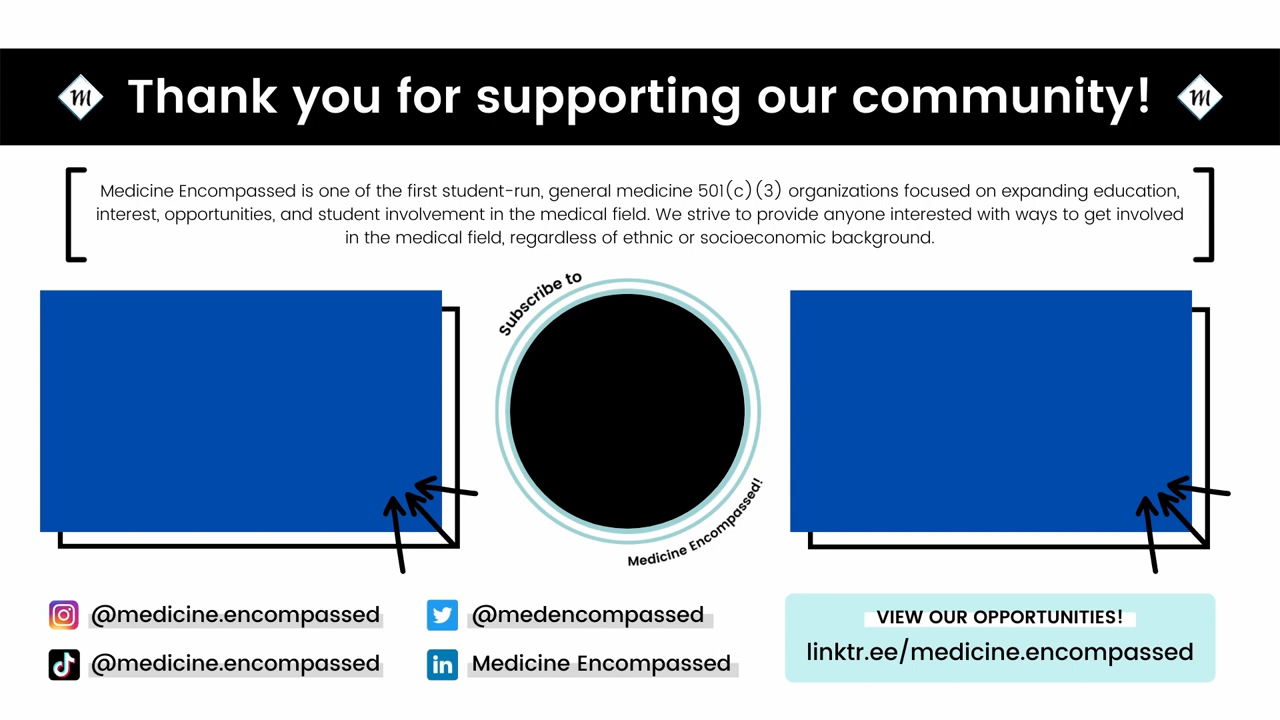 Thank you for supporting our community!
Medicine Encompassed is one of the first student-run, general medicine 501(c)(3) organizations focused on expanding education,
interest, opportunities, and student involvement in the medical field. We strive to provide anyone interested with ways to get involved
in the medical field, regardless of ethnic or socioeconomic background.
Subscribe to
Medicine Encompassed!
@medicine.encompassed
@medencompassed
@medicine.encompassed
in Medicine Encompassed
VIEW OUR OPPORTUNITIES!
linktr.ee/medicine.encompassed